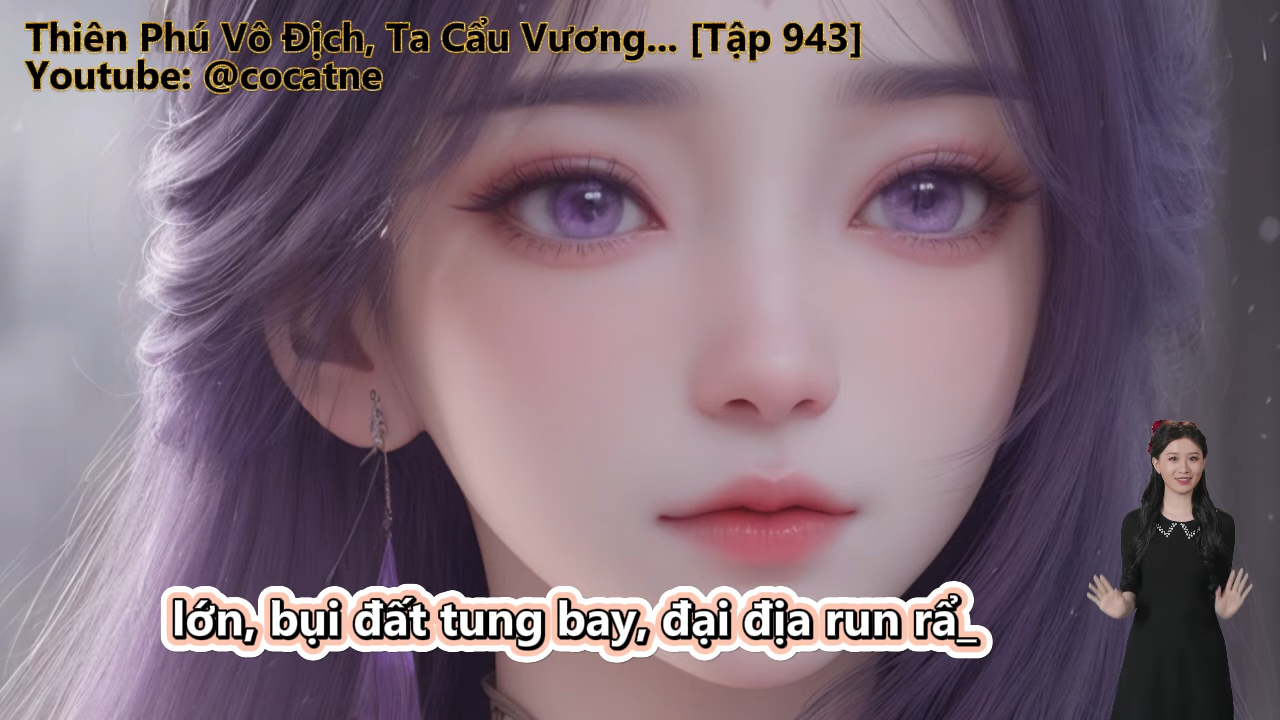 Thiên Phú Vô Địch, Ta Cẩu Vương... [Tập 943]
Youtube: @cocatne
lớn, bụi đất tung bay, đại địa run rẩ_